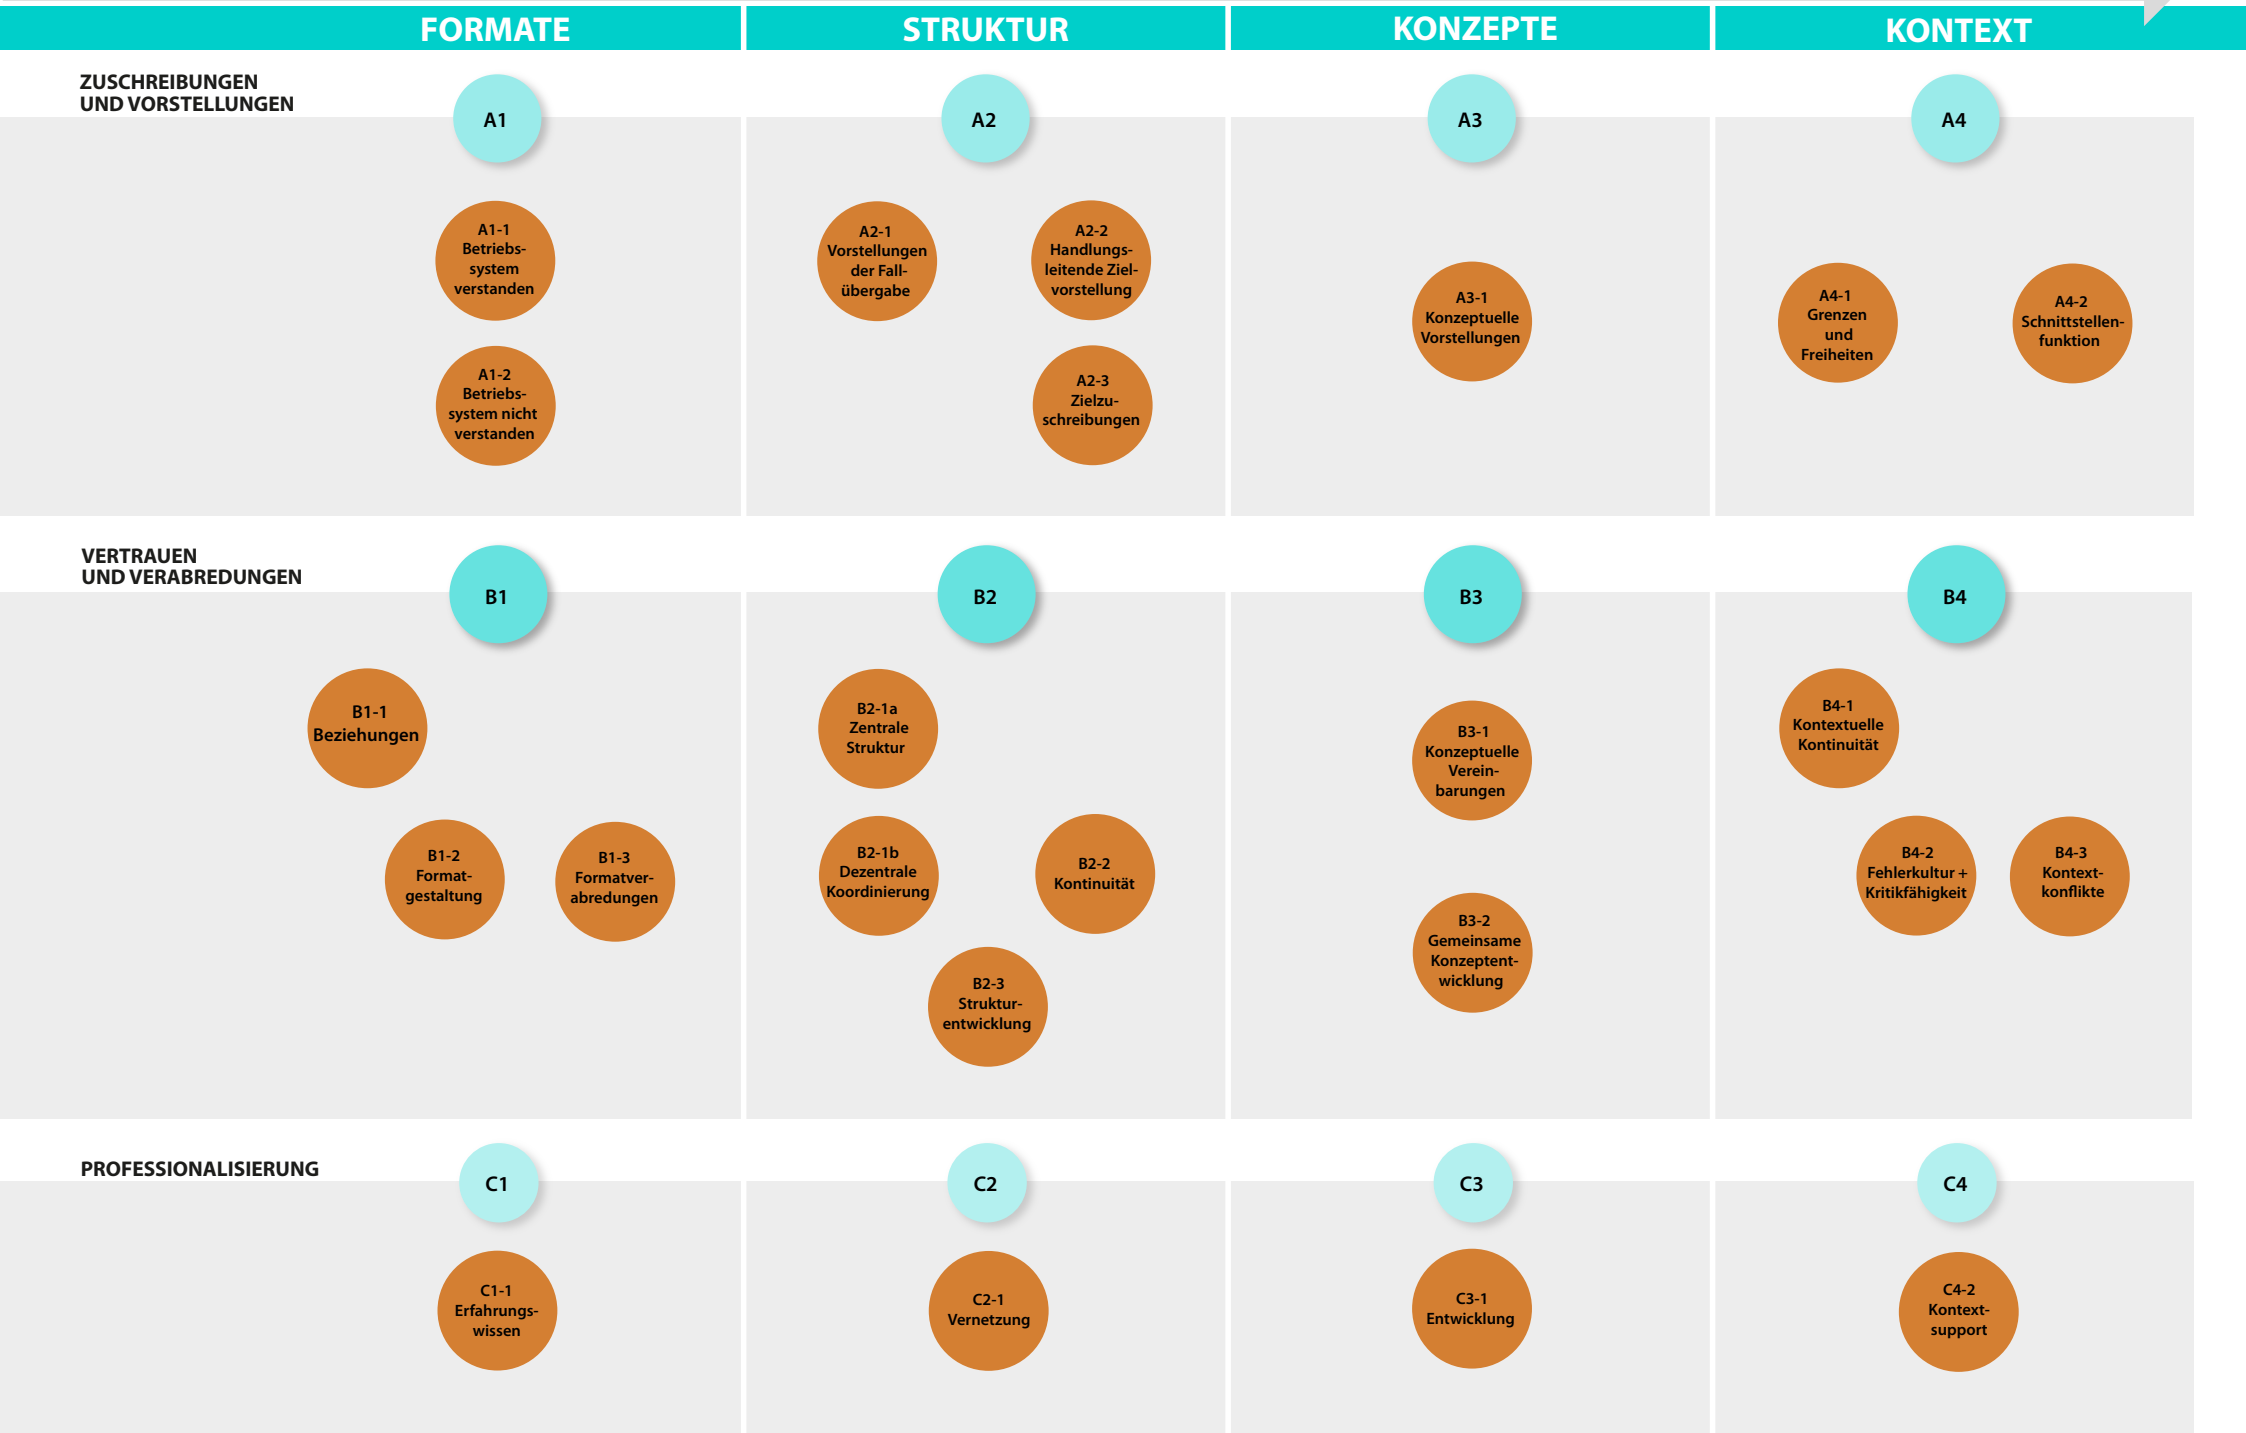 FORMATE
STRUKTUR
KONZEPTE
KONTEXT
ZUSCHREIBUNGEN
UND VORSTELLUNGEN
A1
A2
A3
A4
A1-1
Betriebs-
system
verstanden
A1-2
Betriebs-
system nicht
verstanden
A2-1
Vorstellungen
der Fall-
übergabe
A2-2
Handlungs-
leitende Ziel-
vorstellung
A2-3
Zielzu-
schreibungen
A3-1
Konzeptuelle
Vorstellungen
A4-1
Grenzen
und
Freiheiten
A4-2
Schnittstellen-
funktion
VERTRAUEN
UND VERABREDUNGEN
B1
B2
B3
B4
B1-1
Beziehungen
B1-2
Format-
gestaltung
B1-3
Formatver-
abredungen
B2-1a
Zentrale
Struktur
B2-1b
Dezentrale
Koordinierung
B2-2
Kontinuität
B2-3
Struktur-
entwicklung
B3-1
Konzeptuelle
Verein-
barungen
B3-2
Gemeinsame
Konzeptent-
wicklung
B4-1
Kontextuelle
Kontinuität
B4-2
Fehlerkultur +
Kritikfähigkeit
B4-3
Kontext-
konflikte
PROFESSIONALISIERUNG
C1
C2
C3
C4
C1-1
Erfahrungs-
wissen
C2-1
Vernetzung
C3-1
Entwicklung
C4-2
Kontext-
support